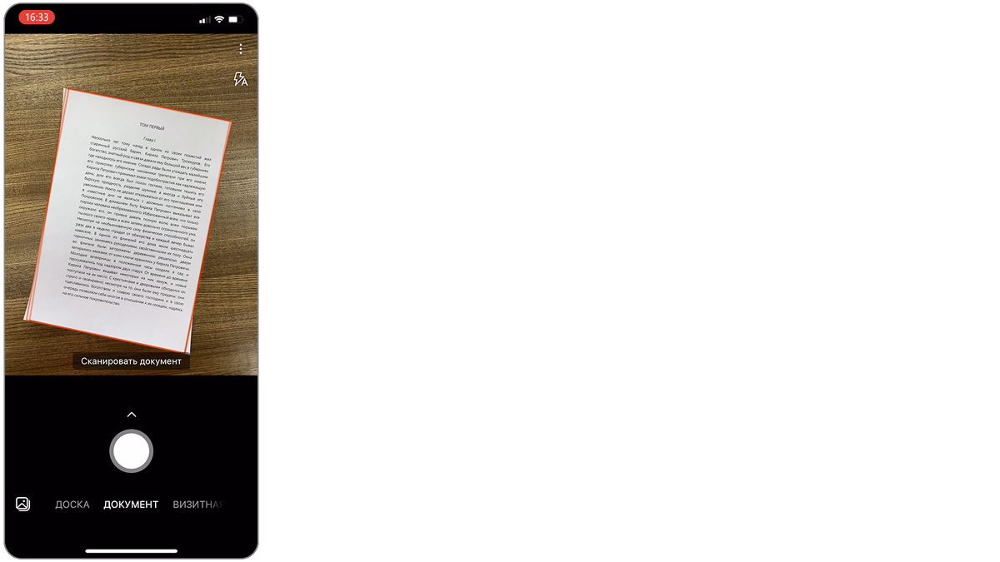 16:33
ТОМ ПЕРВЫЙ
Глава I
Несколько лет тому назад в одном из своих поместий жил
старинный русский барин, Кирила Петрович Троекуров. Его
богатство, знатный род и связи давали ему большой вес в губерниях,
где находилось его имение. Соседи рады были угождать малейшим
его прихотям; губернские чиновники трепетали при его имени;
Кирила Петрович принимал знаки подобострастия как надлежащую
дань; дом его всегда был полон гостями, готовыми тешить его
барскую праздность, разделяя шумные, а иногда и буйные его
увеселения. Никто не дерзал отказываться от его приглашения или
в известные дни не являться с должным почтением в село
Покровское. В домашнем быту Кирила Петрович выказывал все
пороки человека необразованного. Избалованный всем, что только
окружало его, он привык давать полную волю всем порывам
пылкого своего нрава и всем затеям довольно ограниченного ума.
Несмотря на необыкновенную силу физических способностей, он
раза два в неделю страдал от обжорства и каждый вечер бывал
навеселе. В одном из флигелей его дома жили шестнадцать
горничных, занимаясь рукоделиями, свойственными их полу. Окна
во флигеле были загорожены деревянною решеткою; двери
запирались замками, от коих ключи хранились у Кирила Петровича.
Молодые затворницы в положенные часы сходили в сад и
прогуливались под надзором двух старух. От времени до времени
Кирила Петрович выдавал некоторых из них замуж, и новые
поступали на их место. С крестьянами и дворовыми обходился он
строго и своенравно; несмотря на то, они были ему преданы: они
тщеславились богатством и славою своего господина и в свою
очередь позволяли себе многое в отношении к их соседям, надеясь
на его сильное покровительство.
Сканировать документ
ДОСКА ДОКУМЕНТ ВИЗИТНАЯ